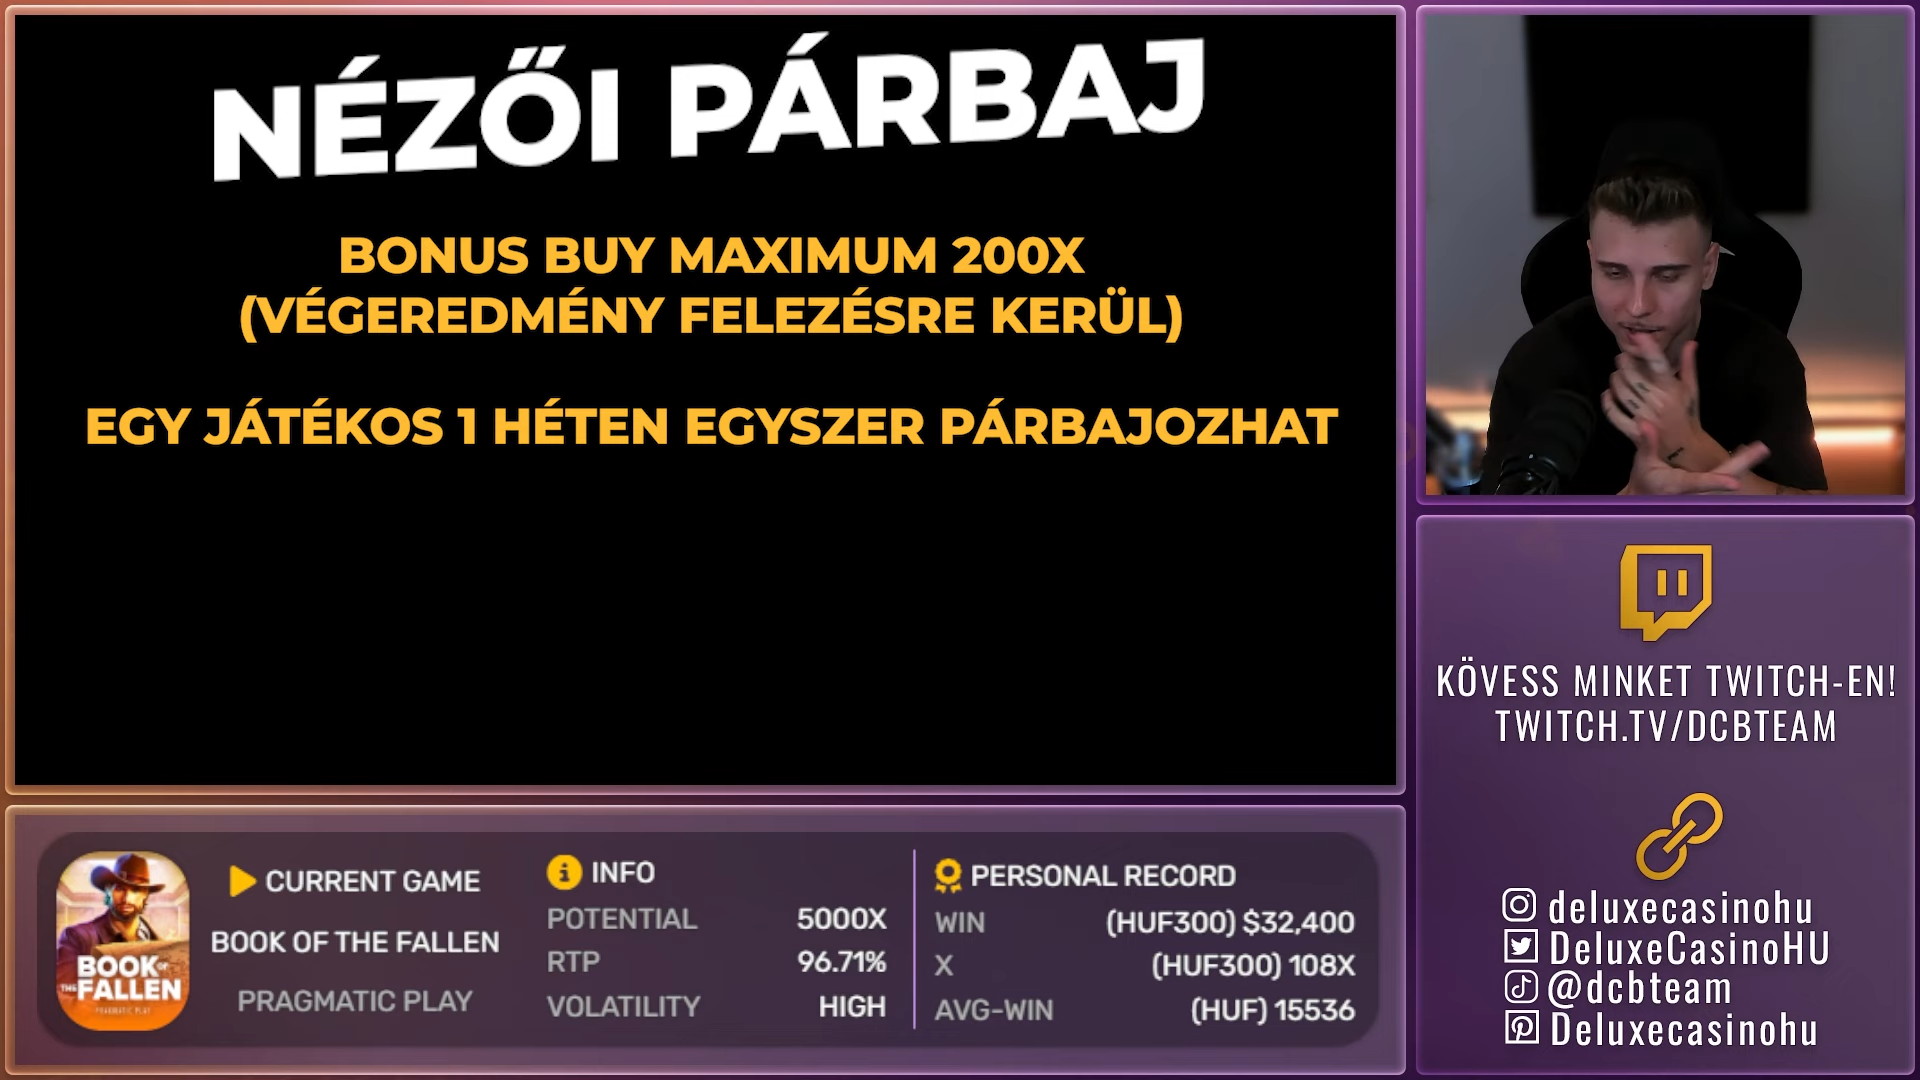 NÉZŐI PÁRBAJ
BONUS BUY MAXIMUM 200X
(VÉGEREDMÉNY FELEZÉSRE KERÜL)
EGY JÁTÉKOS 1 HÉTEN EGYSZER PÁRBAJOZHAT
KÖVESS MINKET TWITCH-EN!
TWITCH.TV/DCBTEAM
deluxecasinohu
DeluxeCasinoHU
@dcbteam
Deluxecasinohu
BOOK OF
THE FALLEN
PRAGMATIC PLAY
CURRENT GAME
BOOK OF THE FALLEN
PRAGMATIC PLAY
INFO
POTENTIAL 5000X
RTP 96.71%
VOLATILITY HIGH
PERSONAL RECORD
WIN (HUF300) $32,400
X (HUF300) 108X
AVG-WIN (HUF) 15536